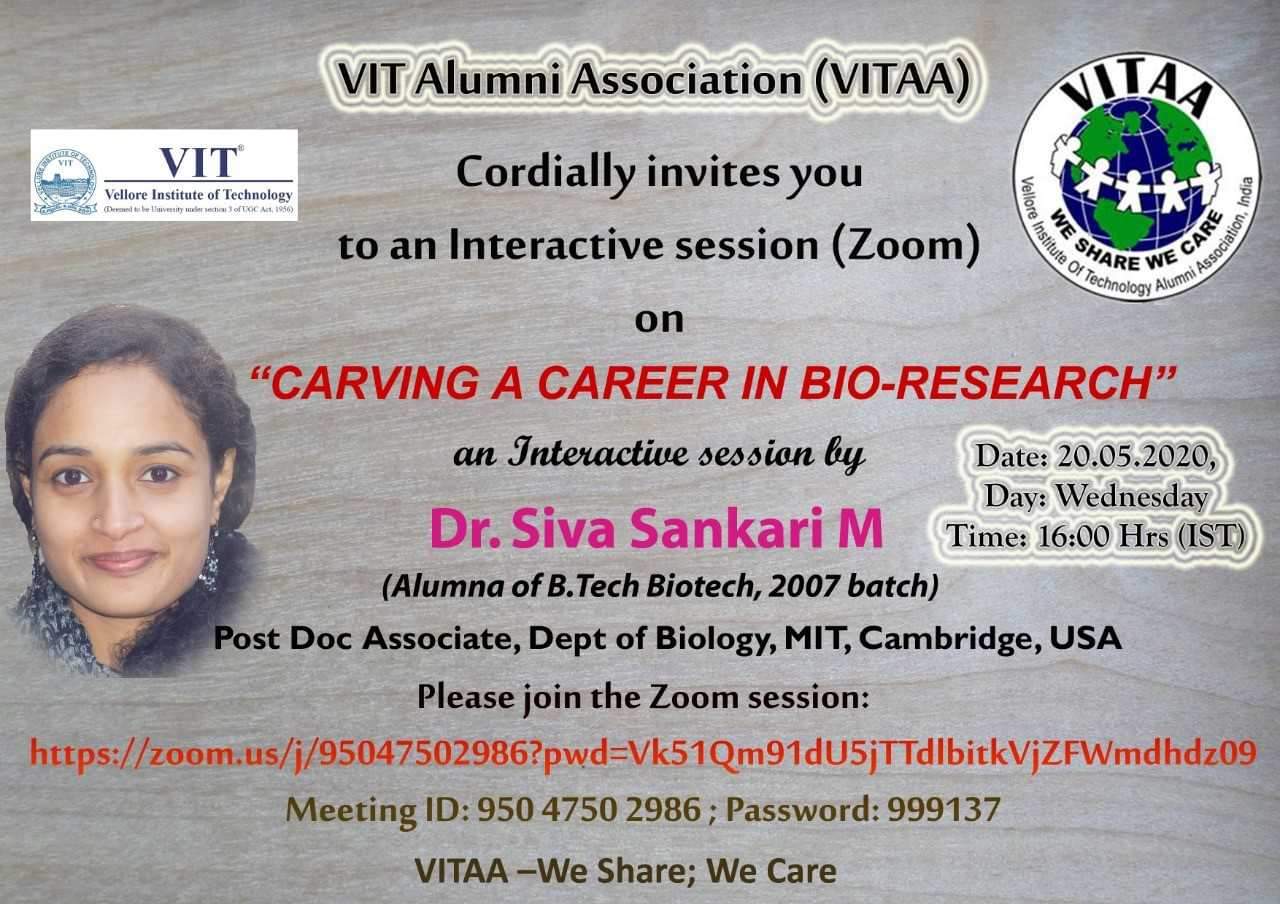 VIT Alumni Association (VITAA)
VITAA
WE SHARE WE CARE
Vellore Institute Of Technology Alumni Association, India
VELLORE INSTITUTE OF TECHNOLOGY
VIT
VIT®
Vellore Institute of Technology
(Deemed to be University under section 3 of UGC Act, 1956)
Cordially invites you
to an Interactive session (Zoom)
on
“CARVING A CAREER IN BIO-RESEARCH”
an Interactive session by
Date: 20.05.2020,
Day: Wednesday
Time: 16:00 Hrs (IST)
Dr. Siva Sankari M
(Alumna of B.Tech Biotech, 2007 batch)
Post Doc Associate, Dept of Biology, MIT, Cambridge, USA
Please join the Zoom session:
https://zoom.us/j/95047502986?pwd=Vk51Qm91dU5jTTdlbitkVjZFWmdhdz09
Meeting ID: 950 4750 2986 ; Password: 999137
VITAA –We Share; We Care